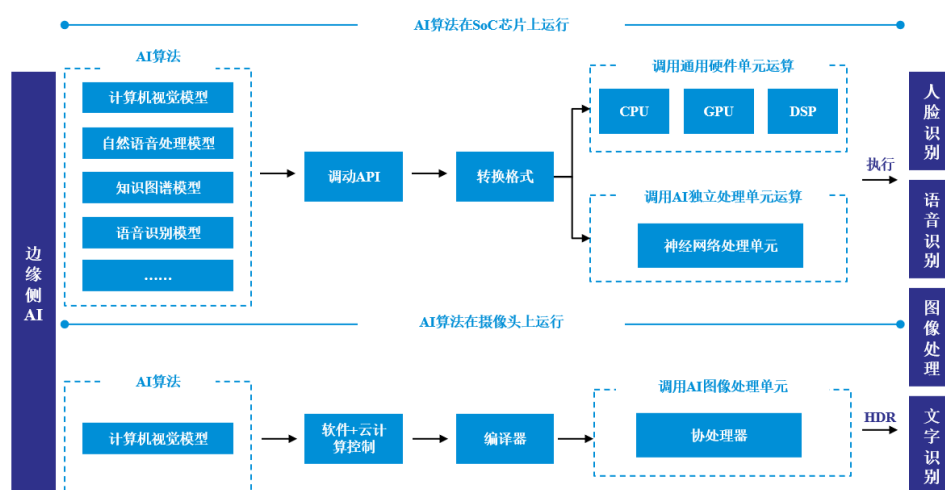 AI算法在SoC芯片上运行
AI算法
计算机视觉模型
自然语音处理模型
知识图谱模型
语音识别模型
……
调动API
转换格式
调用通用硬件单元运算
CPU
GPU
DSP
调用AI独立处理单元运算
神经网络处理单元
执行
边缘侧AI
AI算法在摄像头上运行
AI算法
计算机视觉模型
软件+云计
算控制
编译器
调用AI图像处理单元
协处理器
HDR
人脸识别
语音识别
图像处理
文字识别